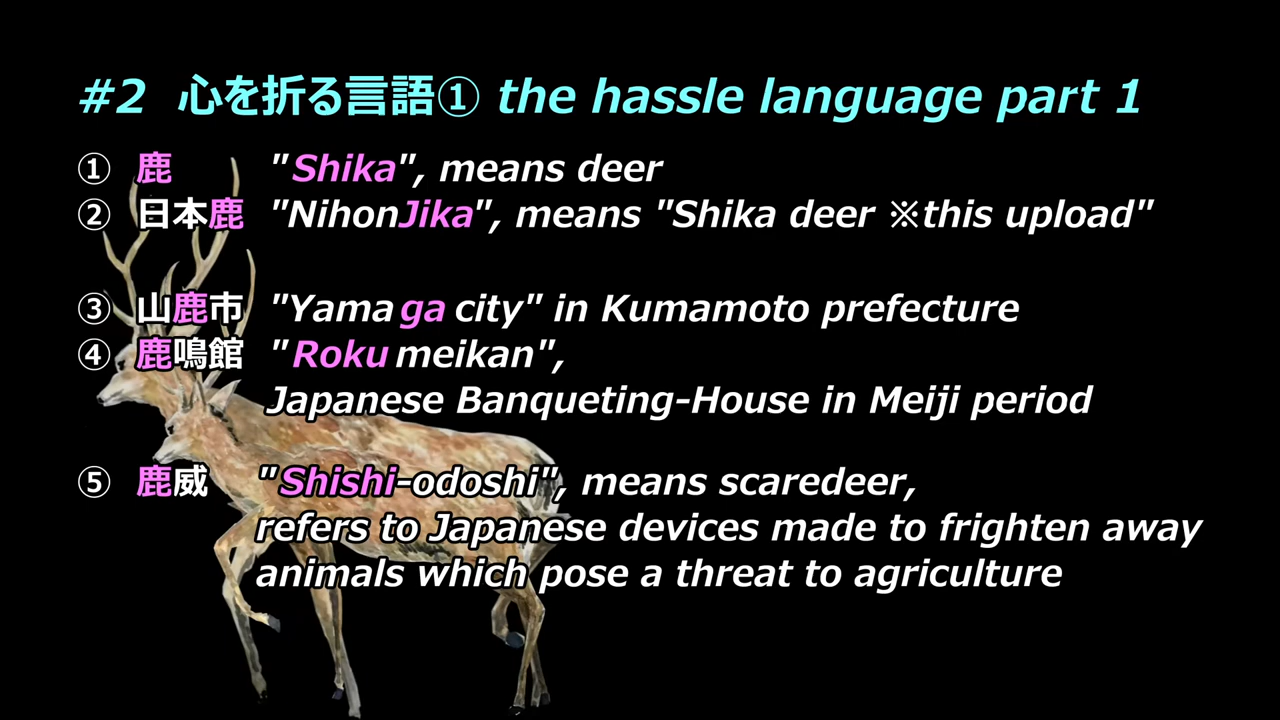 #2 心を折る言語① the hassle language part 1
① 鹿 "Shika", means deer
② 日本鹿 "NihonJika", means "Shika deer ※this upload"
③ 山鹿市 "Yamaga city" in Kumamoto prefecture
④ 鹿鳴館 "Rokumeikan",
Japanese Banqueting-House in Meiji period
⑤ 鹿威 "Shishi-odoshi", means scaredeer,
refers to Japanese devices made to frighten away
animals which pose a threat to agriculture